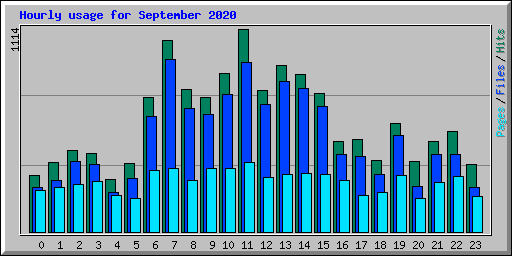 Hourly usage for September 2020
1114
Pages/Files/Hits
0 1 2 3 4 5 6 7 8 9 10 11 12 13 14 15 16 17 18 19 20 21 22 23